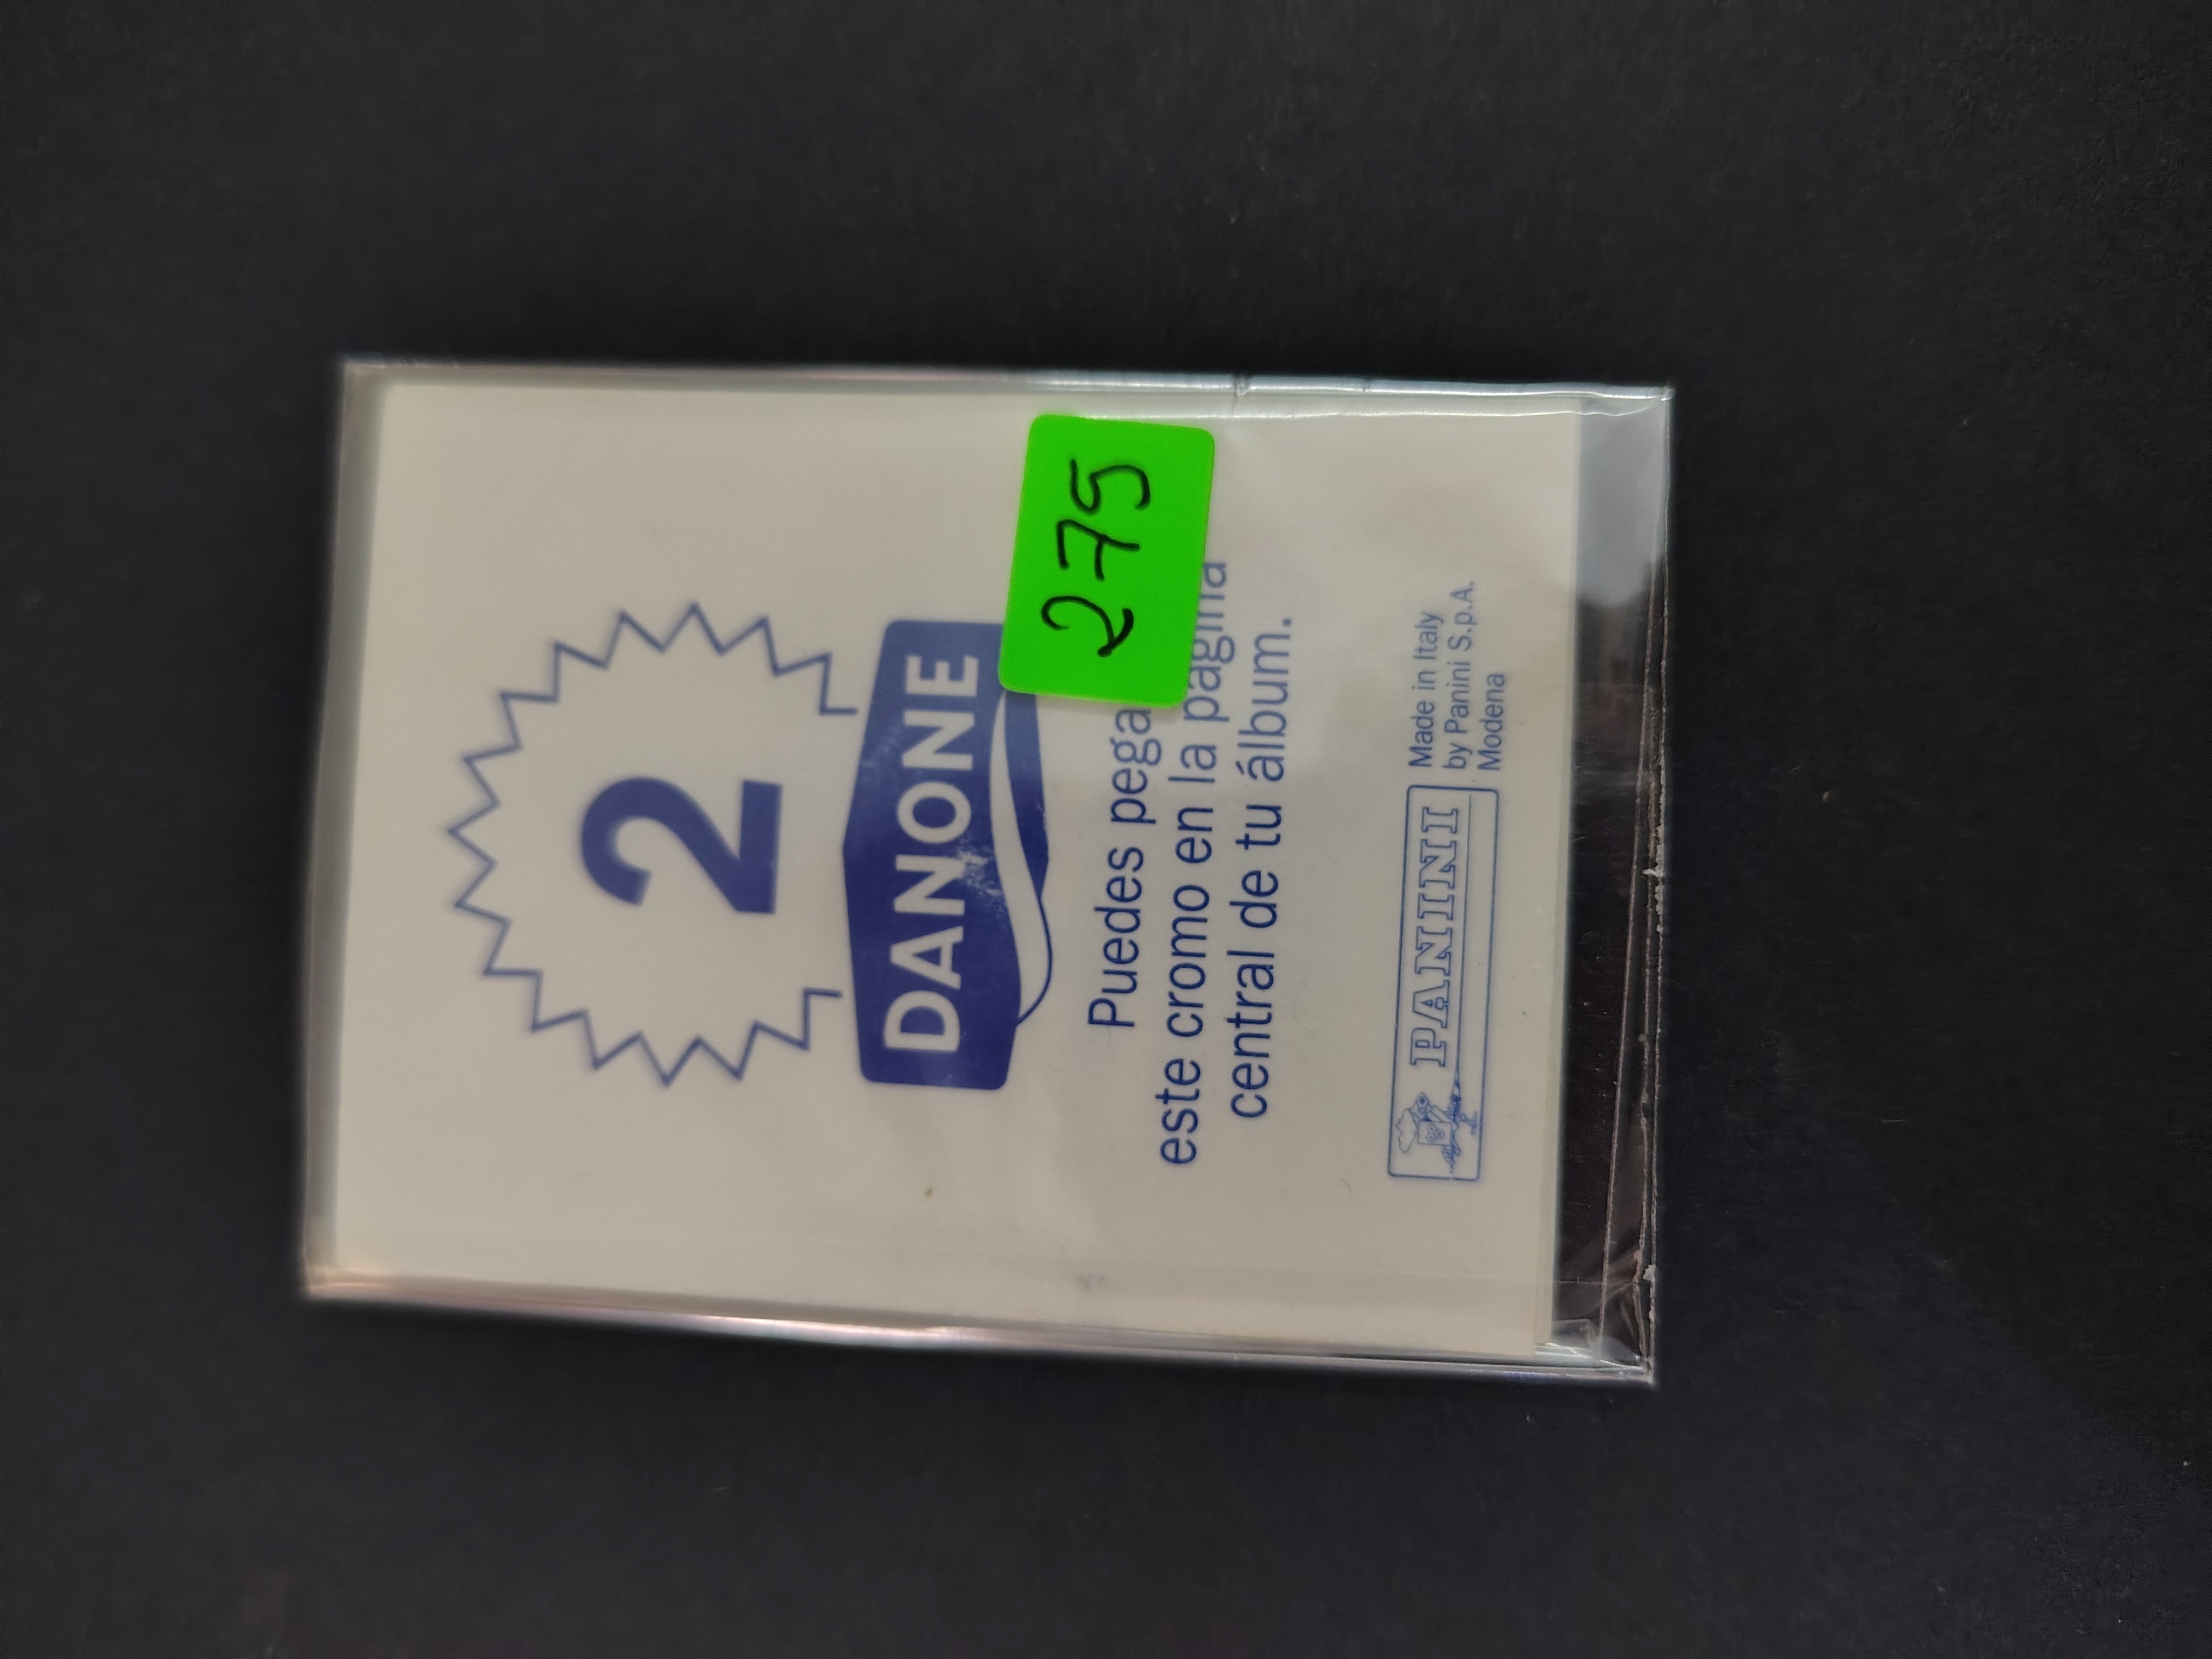 2
DANONE
275
Puedes pega
este cromo en la página
central de tu álbum.
PANINI
Made in Italy
by Panini S.p.A.
Modena